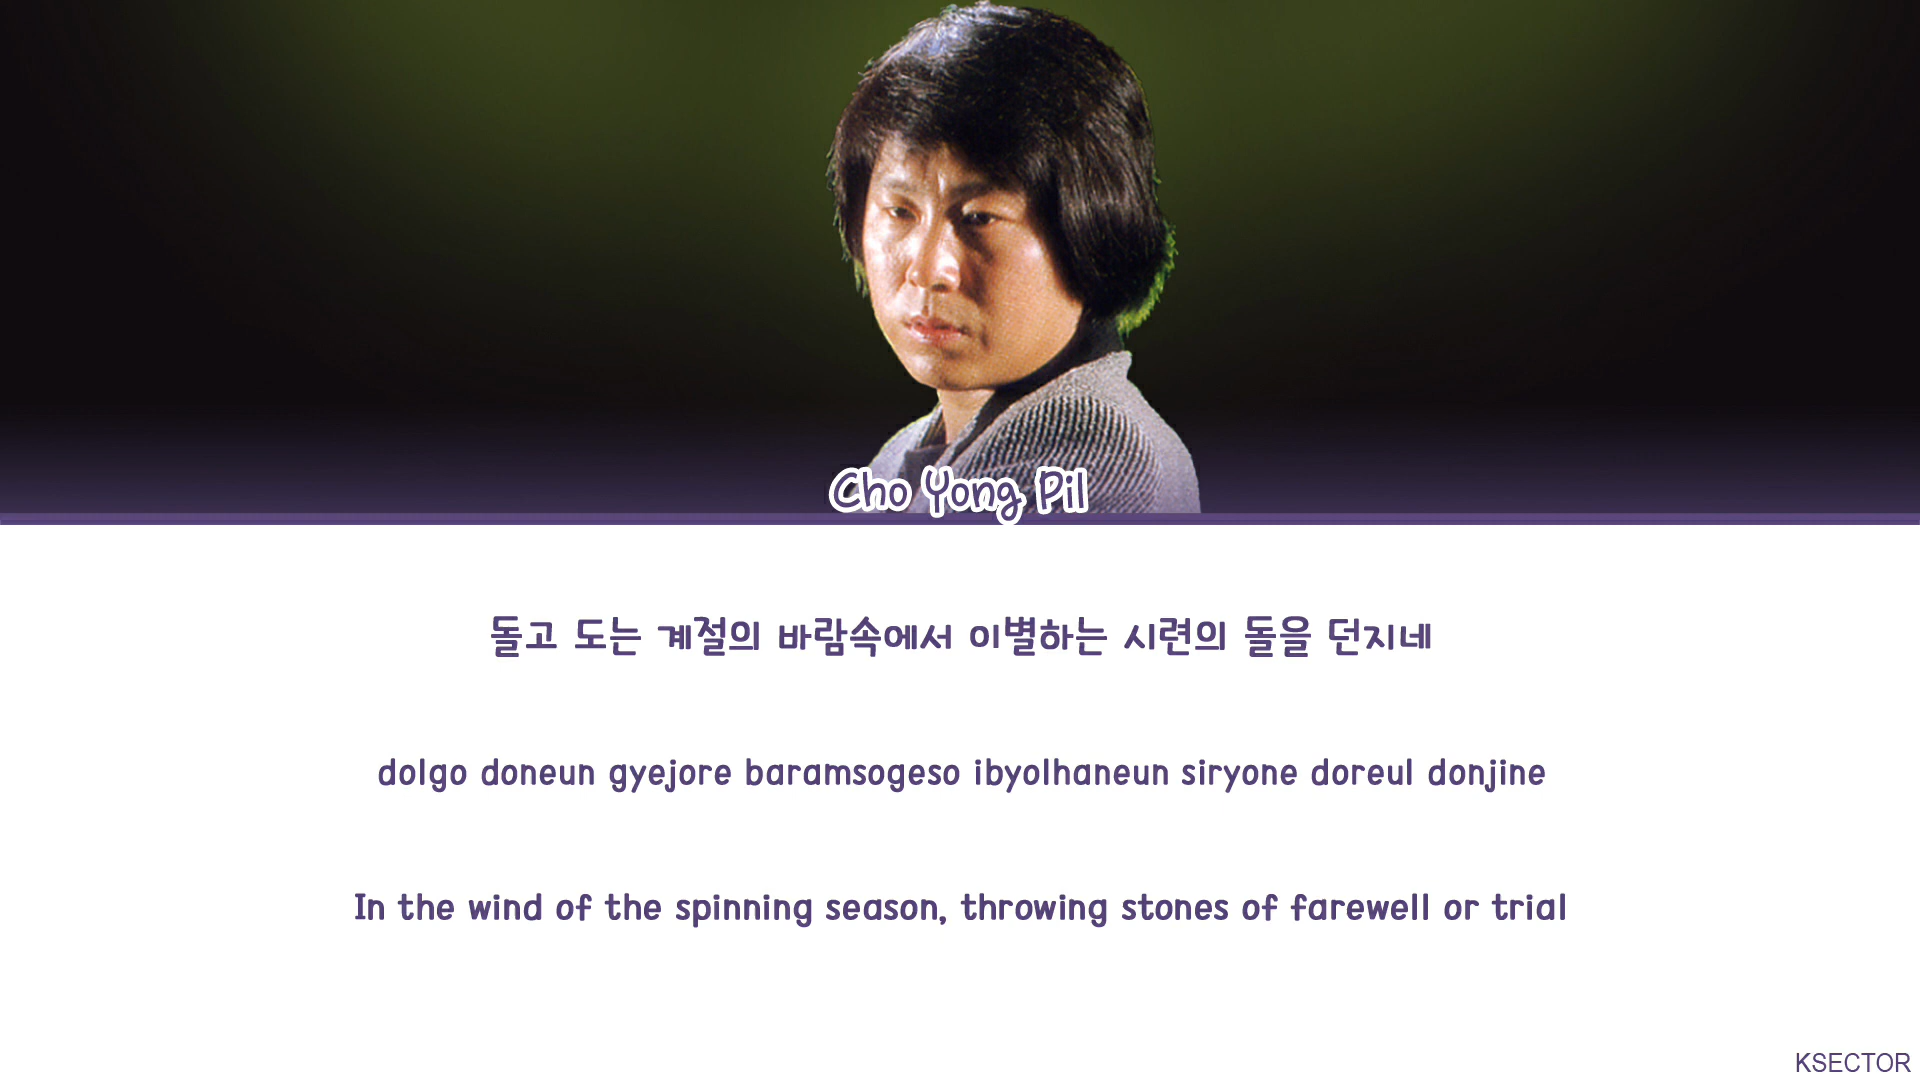 Cho Yong Pil
돌고 도는 계절의 바람속에서 이별하는 시련의 돌을 던지네
dolgo doneun gyejore baramsogeso ibyolhaneun siryone doreul donjine
In the wind of the spinning season, throwing stones of farewell or trial
KSECTOR